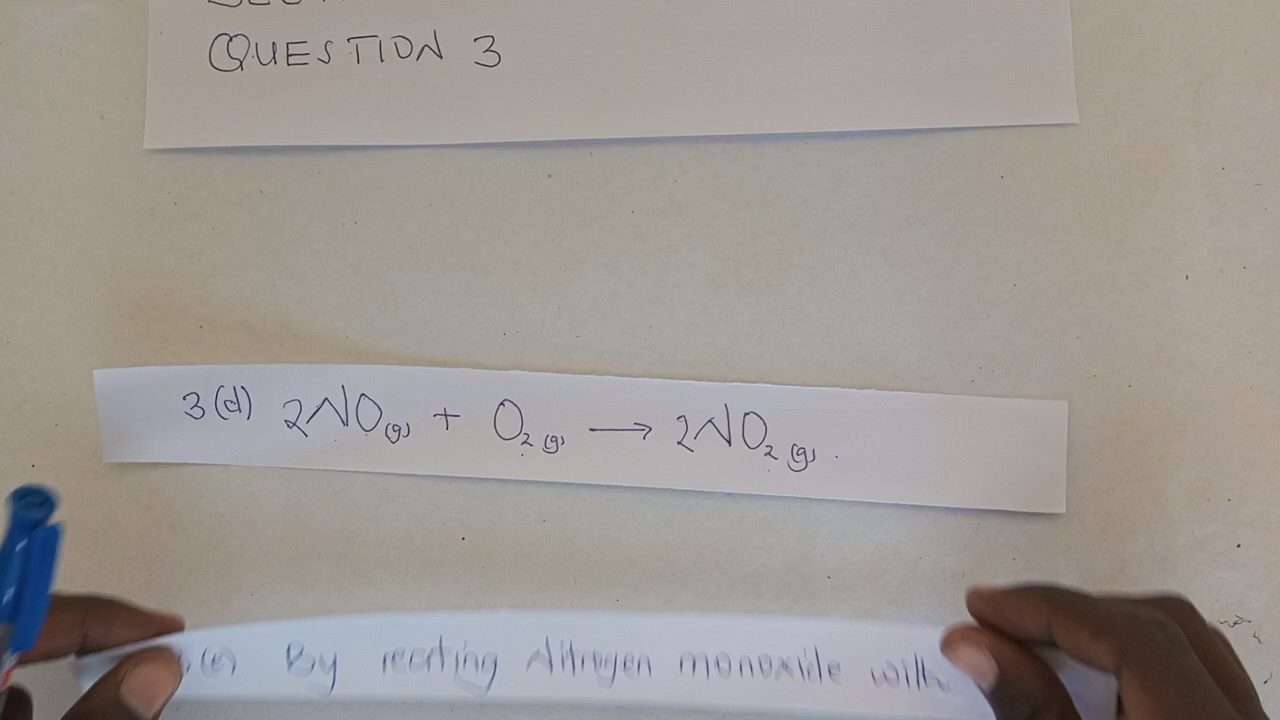 QUESTION 3
3(d) 2NO(g) + O2(g) → 2NO2(g).
(e) By reacting Nitrogen monoxide with